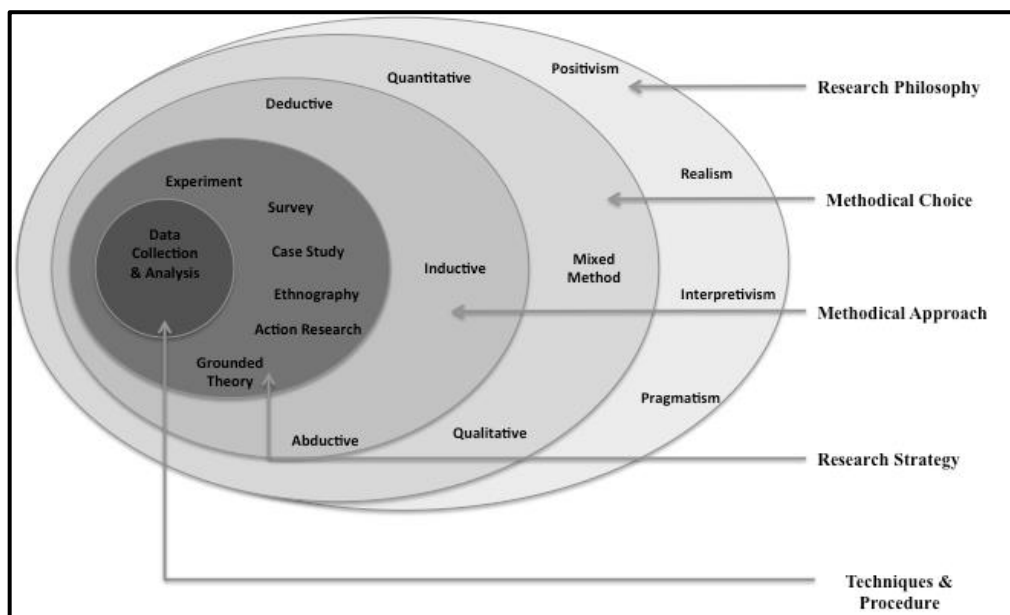 Positivism
Quantitative
Research Philosophy
Deductive
Realism
Experiment
Methodical Choice
Survey
Data
Collection
& Analysis
Case Study
Inductive
Mixed
Method
Ethnography
Interpretivism
Methodical Approach
Action Research
Grounded
Theory
Pragmatism
Qualitative
Abductive
Research Strategy
Techniques &
Procedure